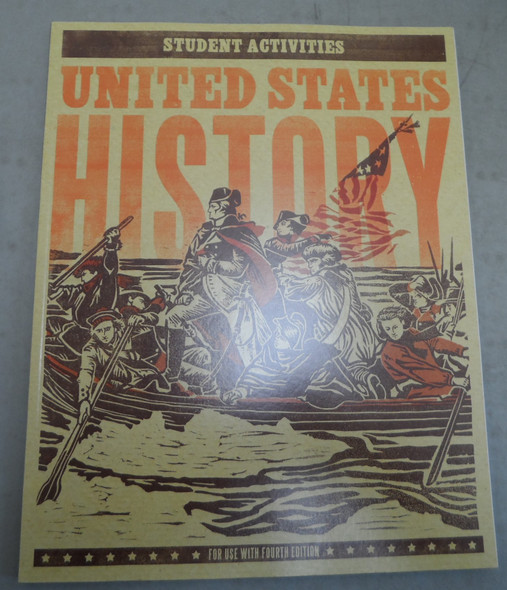 STUDENT ACTIVITIES
UNITED STATES
HISTORY
FOR USE WITH FOURTH EDITION